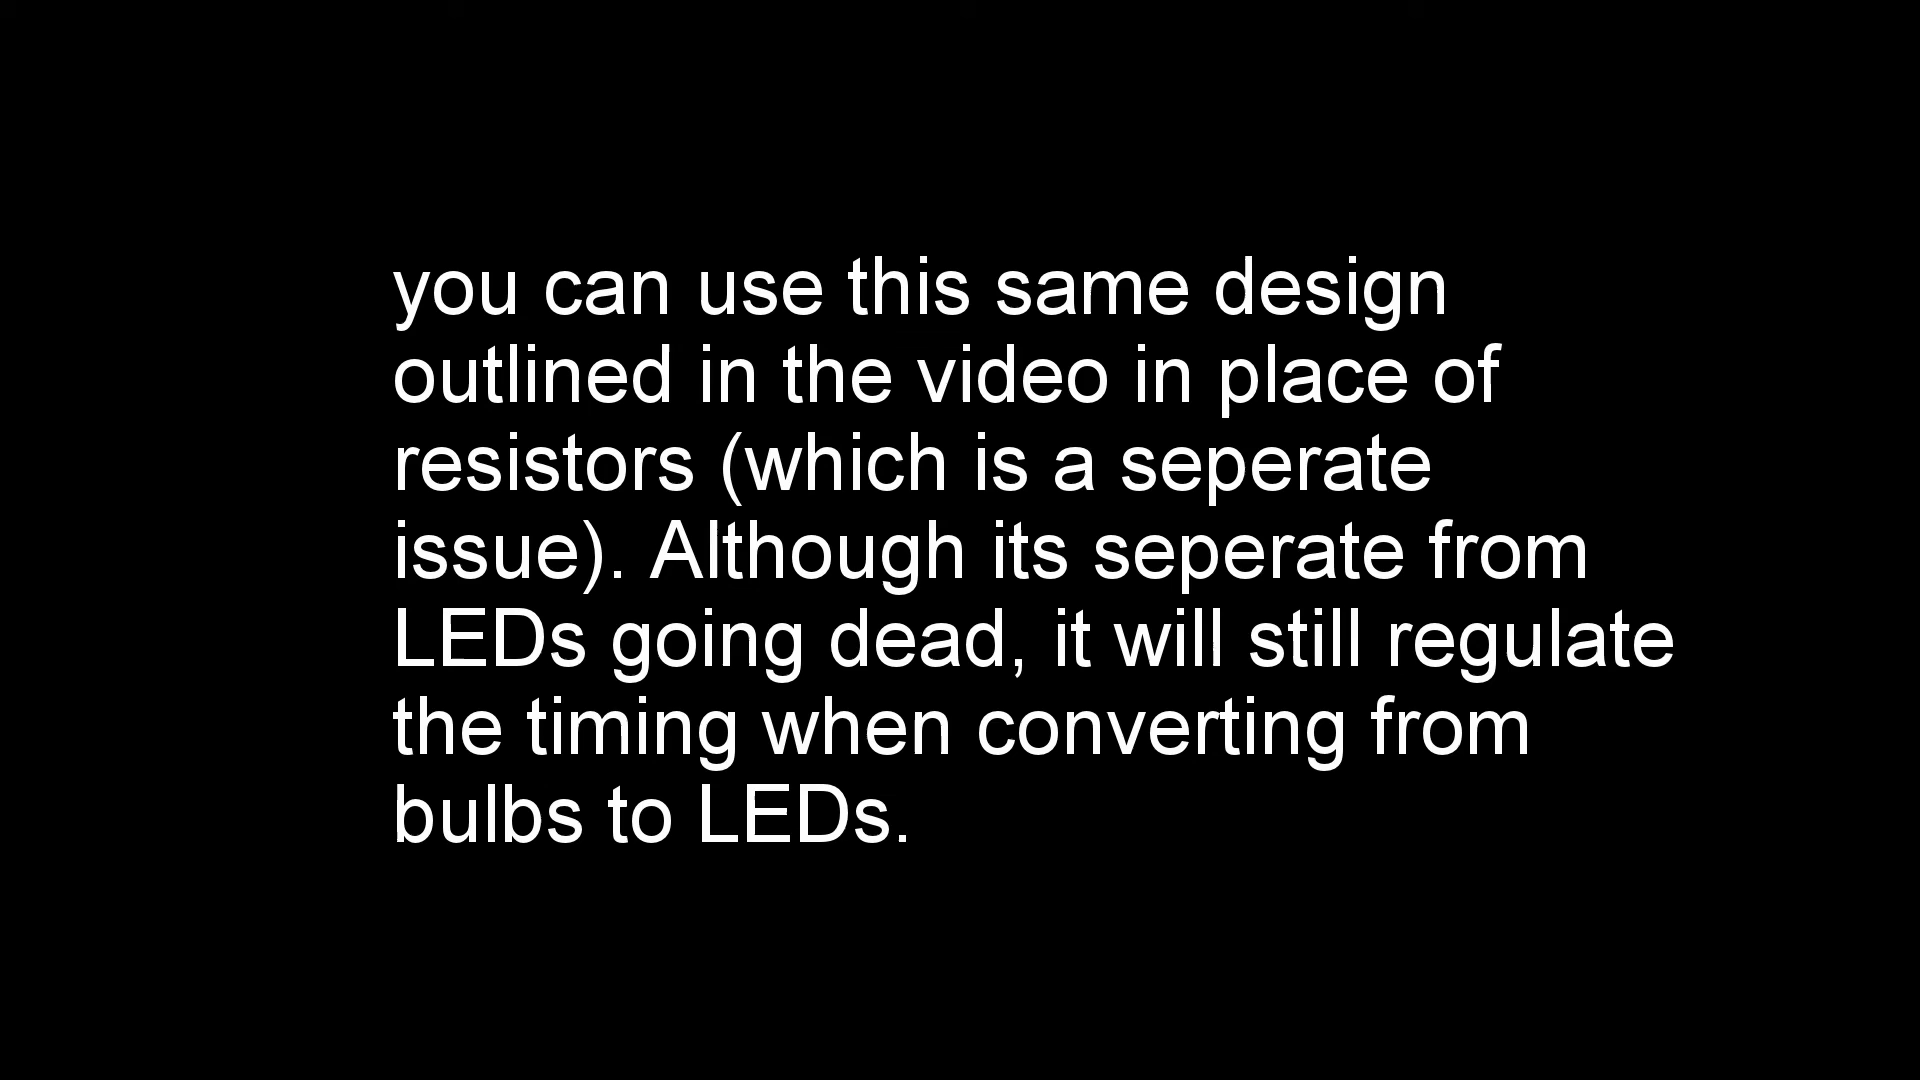 you can use this same design
outlined in the video in place of
resistors (which is a seperate
issue). Although its seperate from
LEDs going dead, it will still regulate
the timing when converting from
bulbs to LEDs.